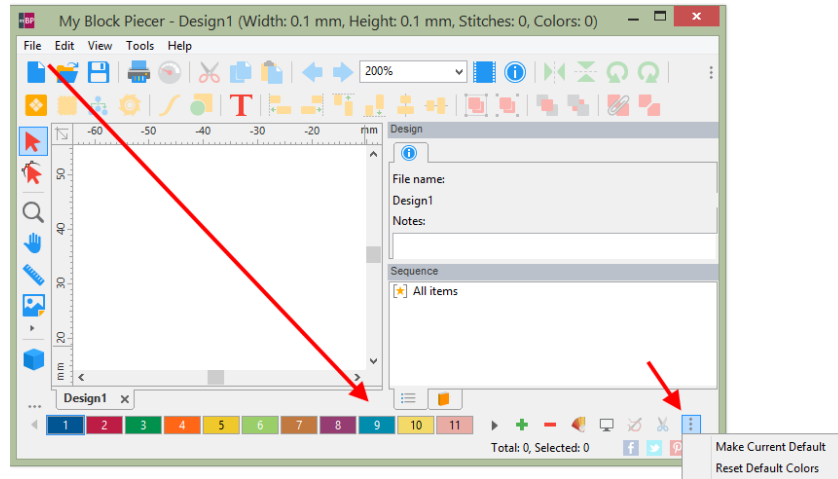 BP My Block Piecer - Design1 (Width: 0.1 mm, Height: 0.1 mm, Stitches: 0, Colors: 0)
File Edit View Tools Help
200%
T
-60 -50 -40 -30 -20 mm
Design
File name:
Design1
Notes:
50
40
30
20
mm
Sequence
All items
Design1 x
1 2 3 4 5 6 7 8 9 10 11
Total: 0, Selected: 0
Make Current Default
Reset Default Colors